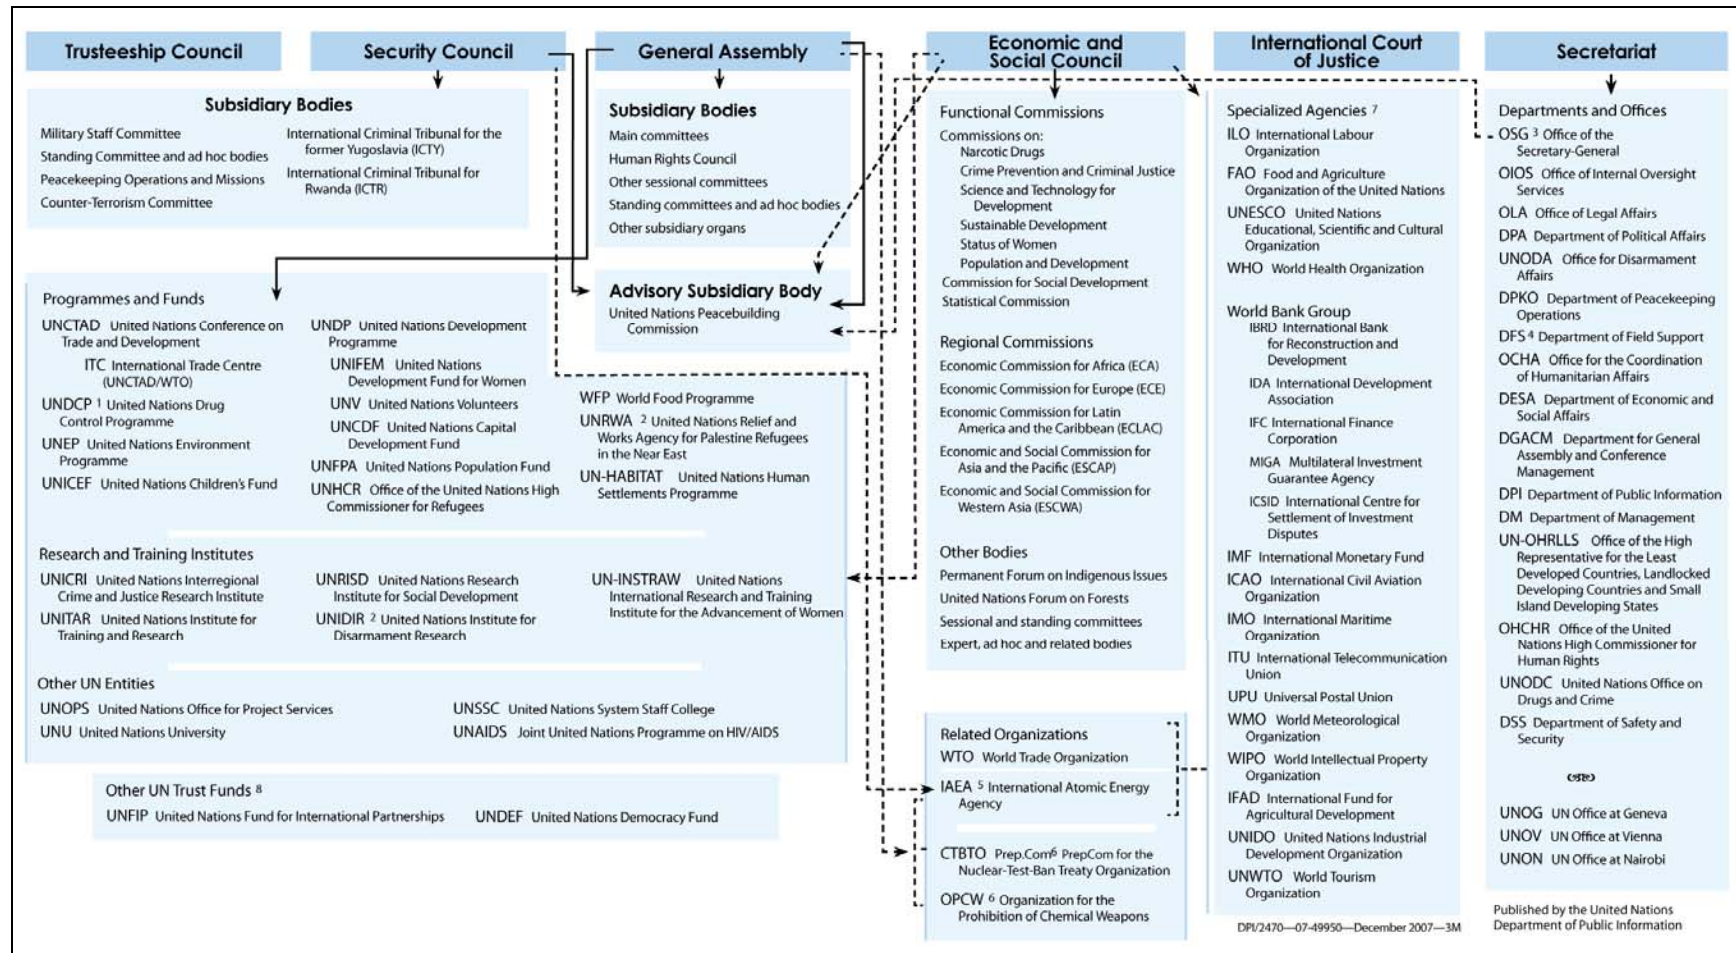 Trusteeship Council
Security Council
General Assembly
Economic and
Social Council
International Court
of Justice
Secretariat
Subsidiary Bodies
Military Staff Committee
Standing Committee and ad hoc bodies
Peacekeeping Operations and Missions
Counter-Terrorism Committee
International Criminal Tribunal for the
former Yugoslavia (ICTY)
International Criminal Tribunal for
Rwanda (ICTR)
Subsidiary Bodies
Main committees
Human Rights Council
Other sessional committees
Standing committees and ad hoc bodies
Other subsidiary organs
Advisory Subsidiary Body
United Nations Peacebuilding
Commission
Programmes and Funds
UNCTAD United Nations Conference on
Trade and Development
ITC International Trade Centre
(UNCTAD/WTO)
UNDCP 1 United Nations Drug
Control Programme
UNEP United Nations Environment
Programme
UNICEF United Nations Children's Fund
UNDP United Nations Development
Programme
UNIFEM United Nations
Development Fund for Women
UNV United Nations Volunteers
UNCDF United Nations Capital
Development Fund
UNFPA United Nations Population Fund
UNHCR Office of the United Nations High
Commissioner for Refugees
WFP World Food Programme
UNRWA 2 United Nations Relief and
Works Agency for Palestine Refugees
in the Near East
UN-HABITAT United Nations Human
Settlements Programme
Research and Training Institutes
UNICRI United Nations Interregional
Crime and Justice Research Institute
UNITAR United Nations Institute for
Training and Research
UNRISD United Nations Research
Institute for Social Development
UNIDIR 2 United Nations Institute for
Disarmament Research
UN-INSTRAW United Nations
International Research and Training
Institute for the Advancement of Women
Other UN Entities
UNOPS United Nations Office for Project Services
UNU United Nations University
UNSSC United Nations System Staff College
UNAIDS Joint United Nations Programme on HIV/AIDS
Other UN Trust Funds 8
UNFIP United Nations Fund for International Partnerships
UNDEF United Nations Democracy Fund
Functional Commissions
Commissions on:
Narcotic Drugs
Crime Prevention and Criminal Justice
Science and Technology for
Development
Sustainable Development
Status of Women
Population and Development
Commission for Social Development
Statistical Commission
Regional Commissions
Economic Commission for Africa (ECA)
Economic Commission for Europe (ECE)
Economic Commission for Latin
America and the Caribbean (ECLAC)
Economic and Social Commission for
Asia and the Pacific (ESCAP)
Economic and Social Commission for
Western Asia (ESCWA)
Other Bodies
Permanent Forum on Indigenous Issues
United Nations Forum on Forests
Sessional and standing committees
Expert, ad hoc and related bodies
Related Organizations
WTO World Trade Organization
IAEA 5 International Atomic Energy
Agency
CTBTO Prep.Com6 PrepCom for the
Nuclear-Test-Ban Treaty Organization
OPCW 6 Organization for the
Prohibition of Chemical Weapons
Specialized Agencies 7
ILO International Labour
Organization
FAO Food and Agriculture
Organization of the United Nations
UNESCO United Nations
Educational, Scientific and Cultural
Organization
WHO World Health Organization
World Bank Group
IBRD International Bank
for Reconstruction and
Development
IDA International Development
Association
IFC International Finance
Corporation
MIGA Multilateral Investment
Guarantee Agency
ICSID International Centre for
Settlement of Investment
Disputes
IMF International Monetary Fund
ICAO International Civil Aviation
Organization
IMO International Maritime
Organization
ITU International Telecommunication
Union
UPU Universal Postal Union
WMO World Meteorological
Organization
WIPO World Intellectual Property
Organization
IFAD International Fund for
Agricultural Development
UNIDO United Nations Industrial
Development Organization
UNWTO World Tourism
Organization
DPI/2470—07-49950—December 2007—3M
Departments and Offices
OSG 3 Office of the
Secretary-General
OIOS Office of Internal Oversight
Services
OLA Office of Legal Affairs
DPA Department of Political Affairs
UNODA Office for Disarmament
Affairs
DPKO Department of Peacekeeping
Operations
DFS 4 Department of Field Support
OCHA Office for the Coordination
of Humanitarian Affairs
DESA Department of Economic and
Social Affairs
DGACM Department for General
Assembly and Conference
Management
DPI Department of Public Information
DM Department of Management
UN-OHRLLS Office of the High
Representative for the Least
Developed Countries, Landlocked
Developing Countries and Small
Island Developing States
OHCHR Office of the United
Nations High Commissioner for
Human Rights
UNODC United Nations Office on
Drugs and Crime
DSS Department of Safety and
Security
UNOG UN Office at Geneva
UNOV UN Office at Vienna
UNON UN Office at Nairobi
Published by the United Nations
Department of Public Information